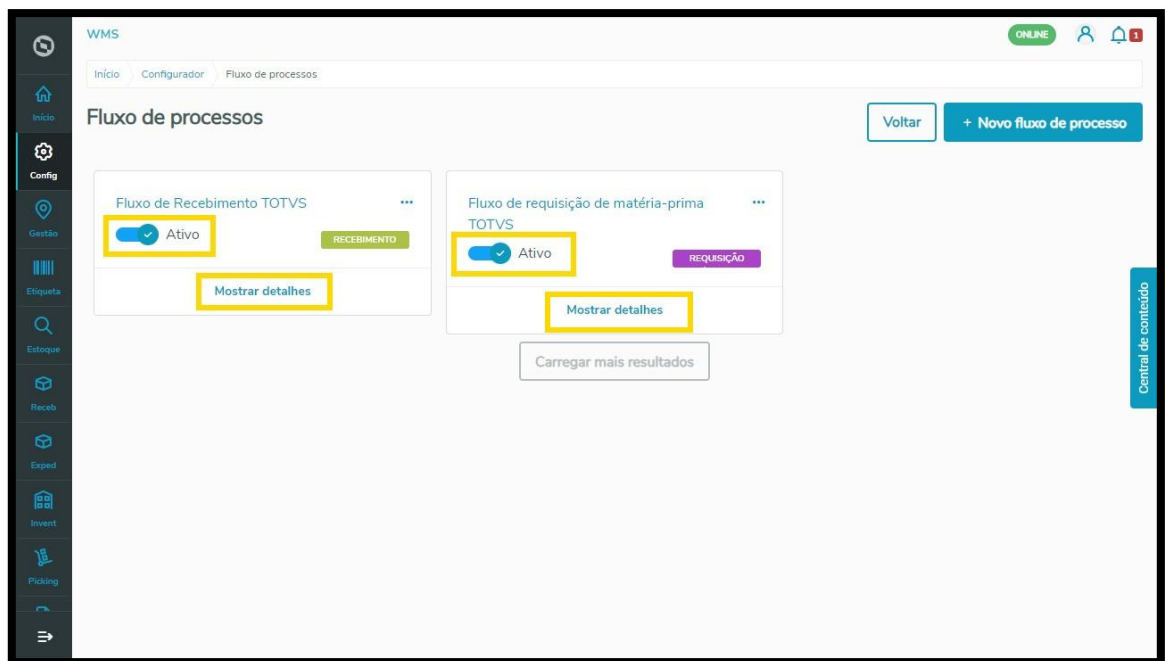 WMS
ONLINE
1
Início
Configurador
Fluxo de processos
Fluxo de processos
Voltar
+ Novo fluxo de processo
Início
Config
Gestão
Etiqueta
Estoque
Receb
Exped
Invent
Picking
Fluxo de Recebimento TOTVS
...
Ativo
RECEBIMENTO
Mostrar detalhes
Fluxo de requisição de matéria-prima
TOTVS
...
Ativo
REQUISIÇÃO
Mostrar detalhes
Carregar mais resultados
Central de conteúdo